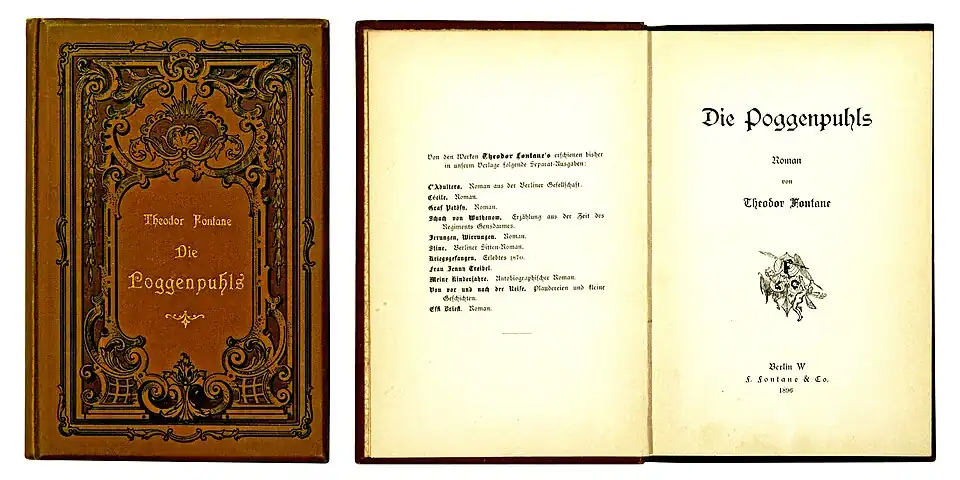 Theodor Fontane
Die
Poggenpuhls
Von den Werken Theodor Fontane's erschienen bisher
in unserm Verlage folgende Separat-Ausgaben:
L'Adultera. Roman aus der Berliner Gesellschaft.
Cécile. Roman.
Graf Petöfy. Roman.
Schach von Wuthenow. Erzählung aus der Zeit des
Regiments Gensdarmes.
Irrungen, Wirrungen. Roman.
Stine. Berliner Sitten-Roman.
Kriegsgefangen. Erlebtes 1870.
Frau Jenny Treibel.
Meine Kinderjahre. Autobiographischer Roman.
Von vor und nach der Reise. Plaudereien und kleine
Geschichten.
Effi Briest. Roman.
Die Poggenpuhls
Roman
von
Theodor Fontane
F
Berlin W
F. Fontane & Co.
1896